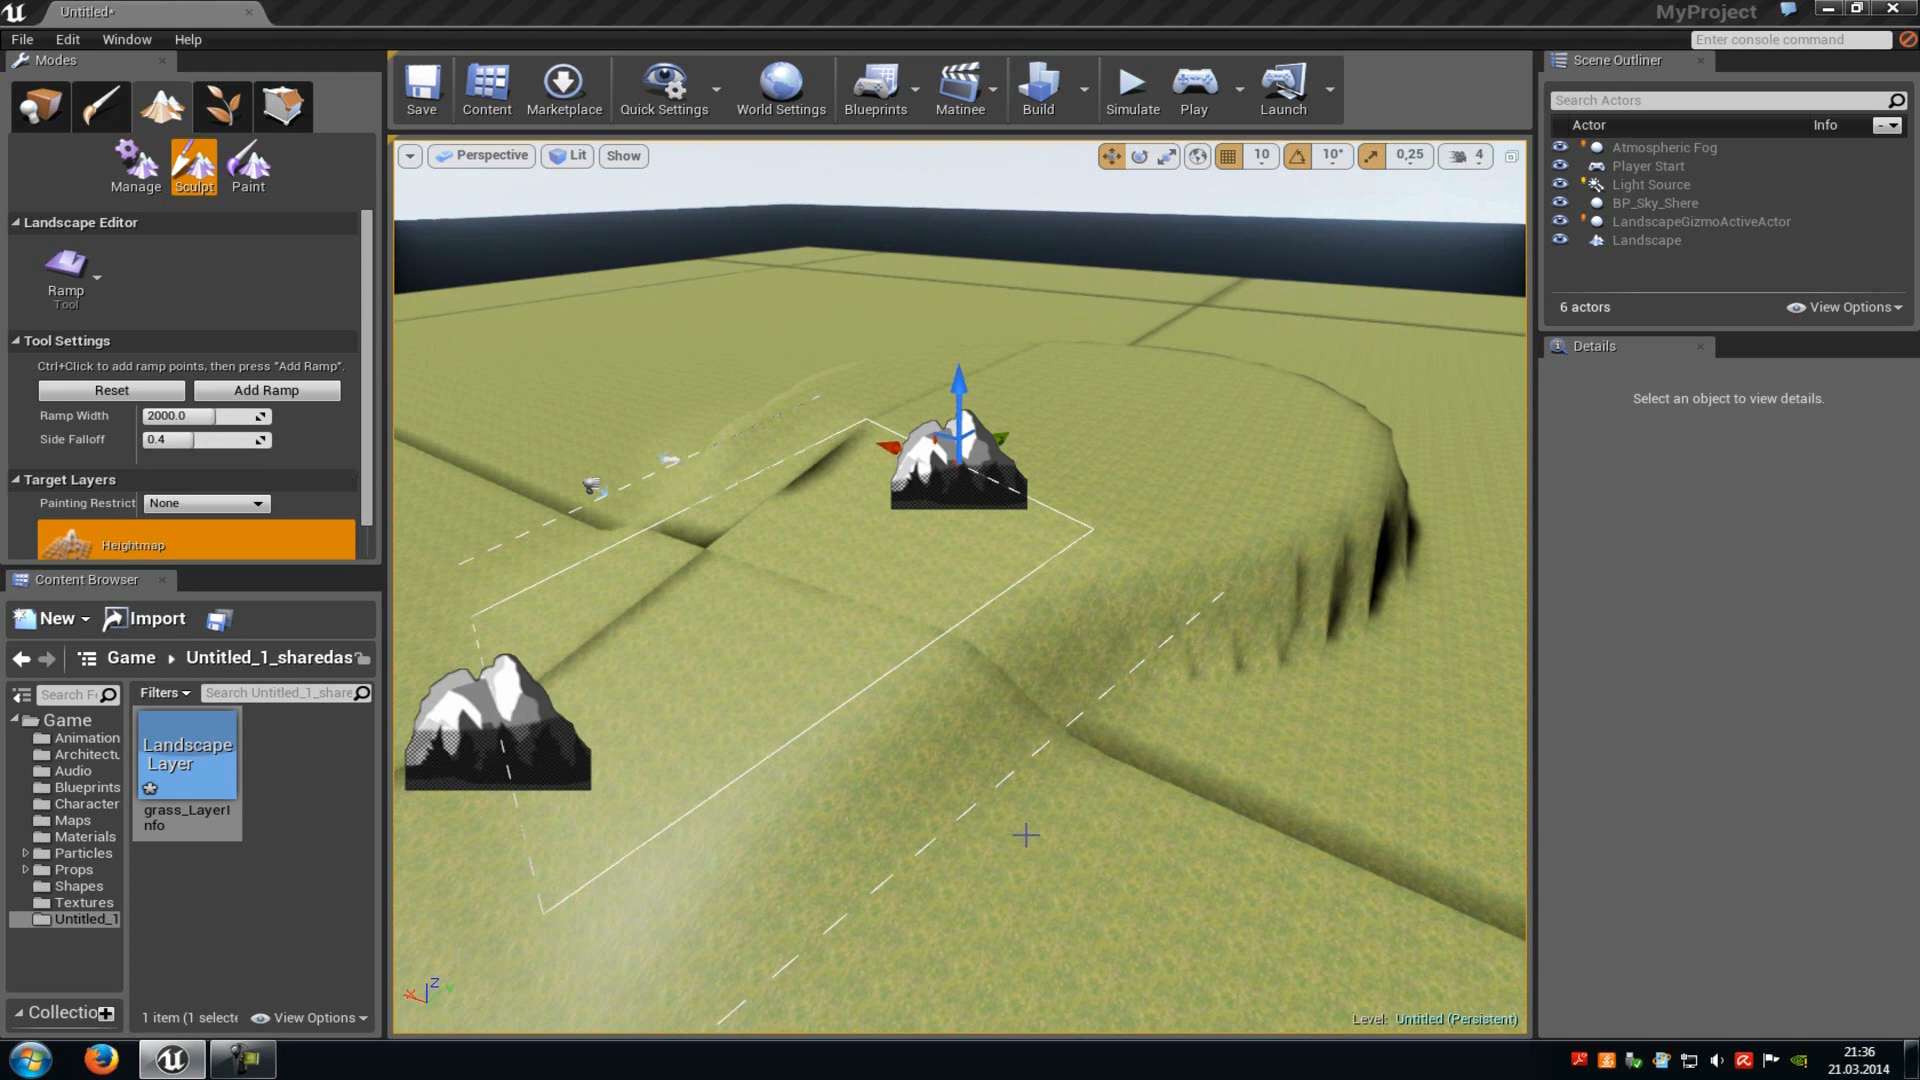 Untitled*
MyProject
File Edit Window Help
Enter console command
Modes
Save
Content
Marketplace
Quick Settings
World Settings
Blueprints
Matinee
Build
Simulate
Play
Launch
Scene Outliner
Search Actors
Actor Info
Atmospheric Fog
Player Start
Light Source
BP_Sky_Shere
LandscapeGizmoActiveActor
Landscape
6 actors
View Options
Details
Select an object to view details.
Manage
Sculpt
Paint
Landscape Editor
Ramp
Tool
Tool Settings
Ctrl+Click to add ramp points, then press "Add Ramp".
Reset
Add Ramp
Ramp Width 2000.0
Side Falloff 0.4
Target Layers
Painting Restrict None
Heightmap
Perspective
Lit
Show
10
10°
0,25
4
Z
X
Y
Level: Untitled (Persistent)
Content Browser
New
Import
Game
Untitled_1_sharedas
Search F
Filters
Search Untitled_1_share
Game
Animation
Architectu
Audio
Blueprints
Character
Maps
Materials
Particles
Props
Shapes
Textures
Untitled_1
Landscape
Layer
grass_LayerI
nfo
Collectio
1 item (1 selecte
View Options
21:36
21.03.2014